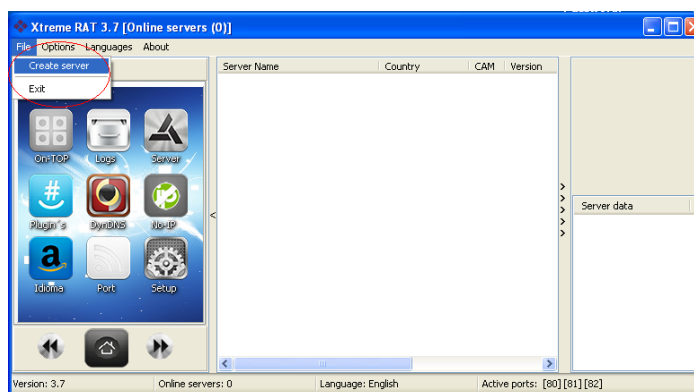 Xtreme RAT 3.7 [Online servers (0)]
File Options Languages About
Create server
Exit
Server Name Country CAM Version
On-TOP Logs Server
Plugin´s DynDNS No-IP
Idioma Port Setup
Server data
Version: 3.7 Online servers: 0 Language: English Active ports: [80][81][82]